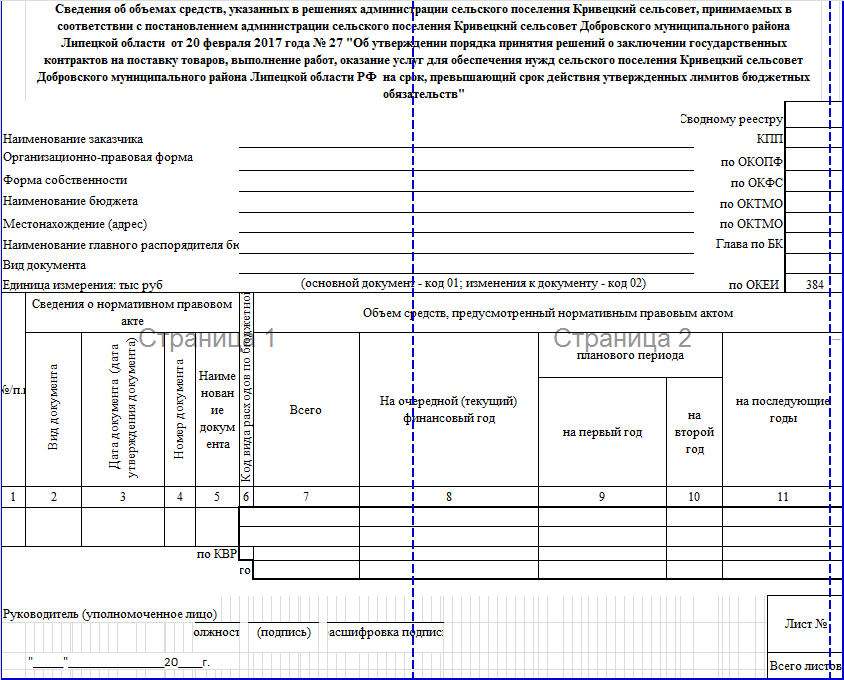 Сведения об объемах средств, указанных в решениях администрации сельского поселения Кривецкий сельсовет, принимаемых в
соответствии с постановлением администрации сельского поселения Кривецкий сельсовет Добровского муниципального района
Липецкой области от 20 февраля 2017 года № 27 "Об утверждении порядка принятия решений о заключении государственных
контрактов на поставку товаров, выполнение работ, оказание услуг для обеспечения нужд сельского поселения Кривецкий сельсовет
Добровского муниципального района Липецкой области РФ на срок, превышающий срок действия утвержденных лимитов бюджетных
обязательств"
Сводному реестру
Наименование заказчика КПП
Организационно-правовая форма по ОКОПФ
Форма собственности по ОКФС
Наименование бюджета по ОКТМО
Местонахождение (адрес) по ОКТМО
Наименование главного распорядителя бю Глава по БК
Вид документа
Единица измерения: тыс руб (основной документ - код 01; изменения к документу - код 02) по ОКЕИ 384
Сведения о нормативном правовом
акте
Код вида расходов по бюджетной
Объем средств, предусмотренный нормативным правовым актом
Страница 1 Страница 2
№/п.п
Вид документа
Дата документа (дата
утверждения документа)
Номер документа
Наиме
нован
ие
докум
ента
Всего
На очередной (текущий)
финансовый год
планового периода
на первый год
на
второй
год
на последующие
годы
1 2 3 4 5 6 7 8 9 10 11
по КВР
го
Руководитель (уполномоченное лицо)
олжност (подпись) асшифровка подпис
"_____"________________20____г.
Лист №
Всего листов